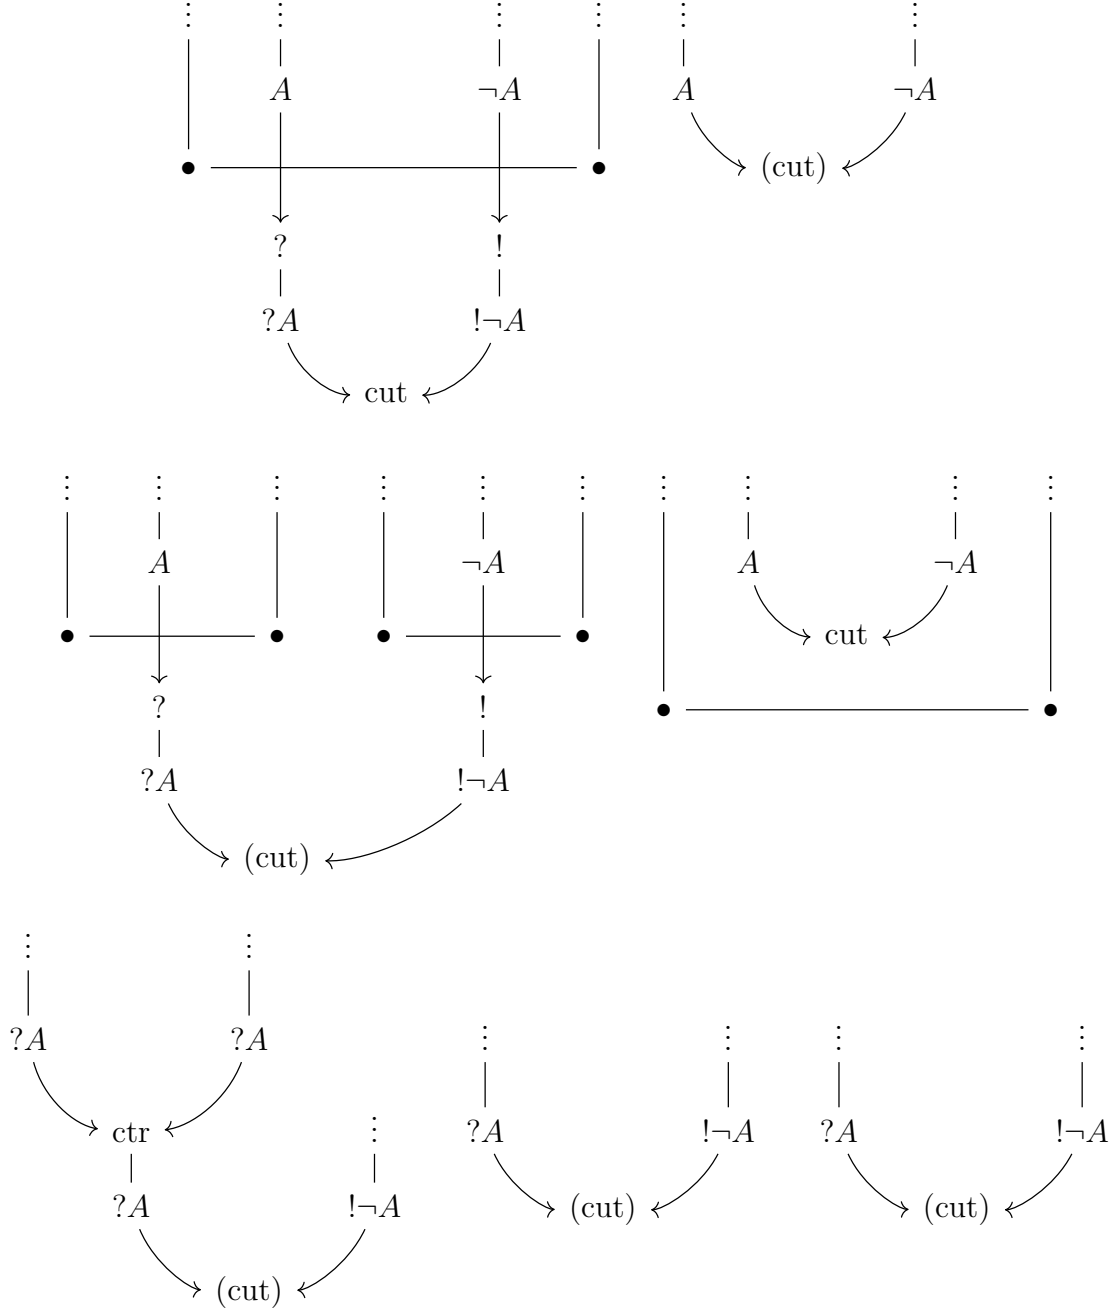 ⋮ ⋮ ⋮ ⋮ ⋮ ⋮
A ¬A A ¬A
• • (cut)
? !
?A !¬A
cut
⋮ ⋮ ⋮ ⋮ ⋮ ⋮ ⋮ ⋮ ⋮ ⋮
A ¬A A ¬A
• • • • cut
? ! • •
?A !¬A
(cut)
⋮ ⋮
?A ?A ⋮ ⋮ ⋮ ⋮
ctr ⋮ ?A !¬A ?A !¬A
?A !¬A (cut) (cut)
(cut)